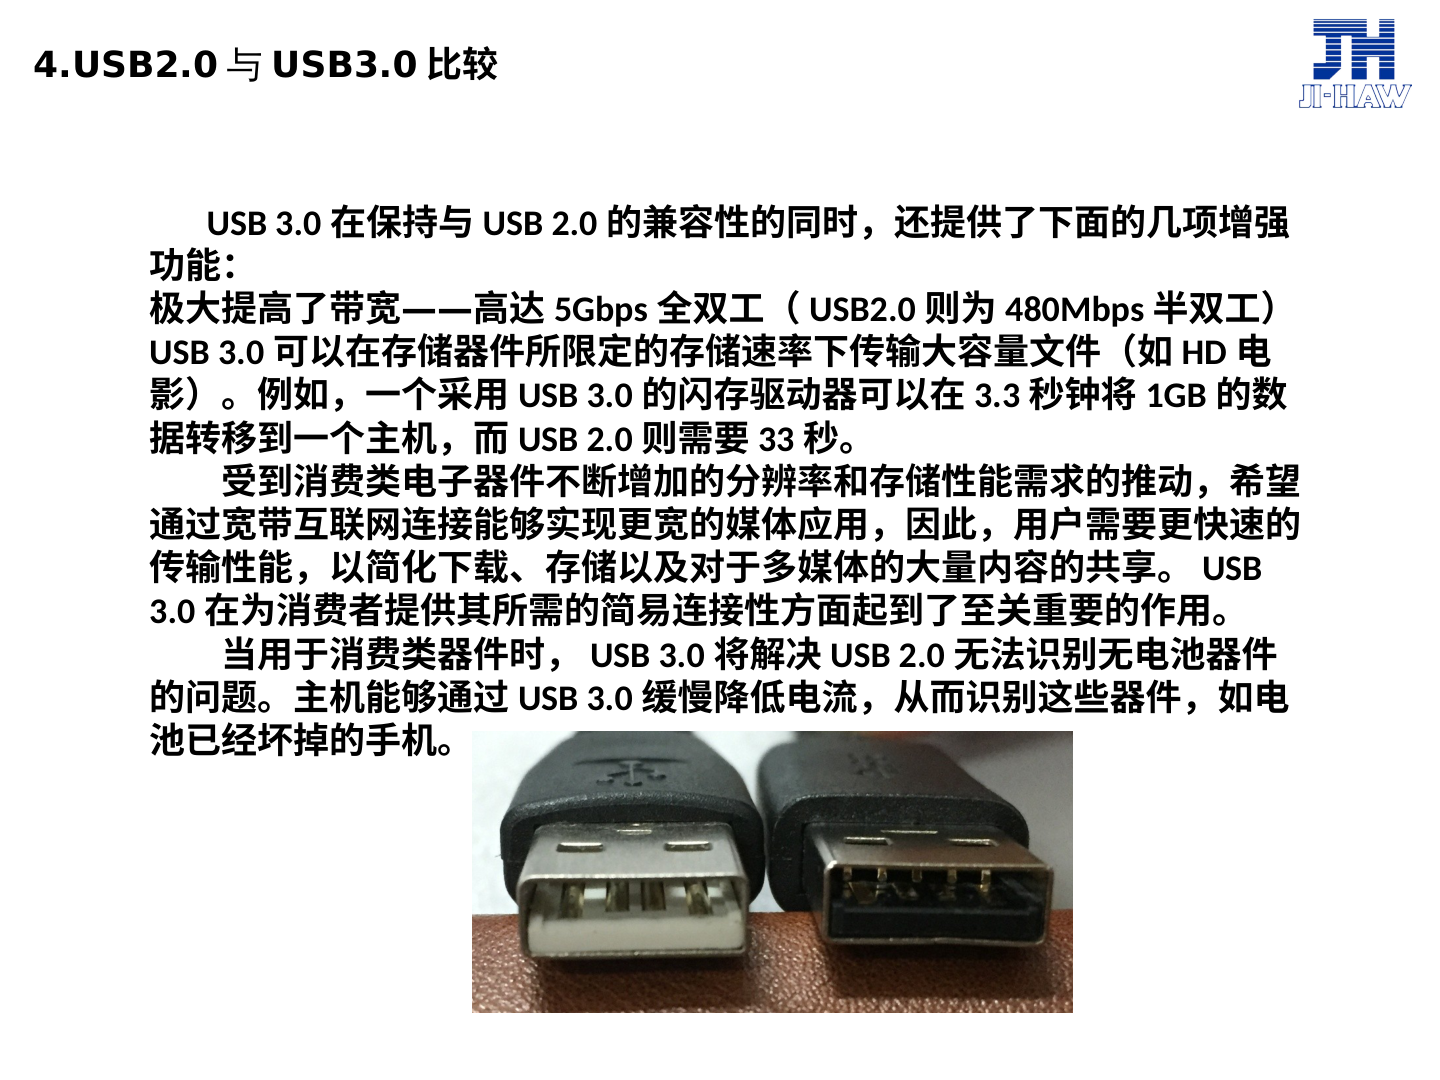 4.USB2.0 与 USB3.0 比较
JH
JI-HAW
USB 3.0 在保持与 USB 2.0 的兼容性的同时，还提供了下面的几项增强
功能：
极大提高了带宽——高达 5Gbps 全双工（ USB2.0 则为 480Mbps 半双工）
USB 3.0 可以在存储器件所限定的存储速率下传输大容量文件（如 HD 电
影）。例如，一个采用 USB 3.0 的闪存驱动器可以在 3.3 秒钟将 1GB 的数
据转移到一个主机，而 USB 2.0 则需要 33 秒。
受到消费类电子器件不断增加的分辨率和存储性能需求的推动，希望
通过宽带互联网连接能够实现更宽的媒体应用，因此，用户需要更快速的
传输性能，以简化下载、存储以及对于多媒体的大量内容的共享。 USB
3.0 在为消费者提供其所需的简易连接性方面起到了至关重要的作用。
当用于消费类器件时， USB 3.0 将解决 USB 2.0 无法识别无电池器件
的问题。主机能够通过 USB 3.0 缓慢降低电流，从而识别这些器件，如电
池已经坏掉的手机。